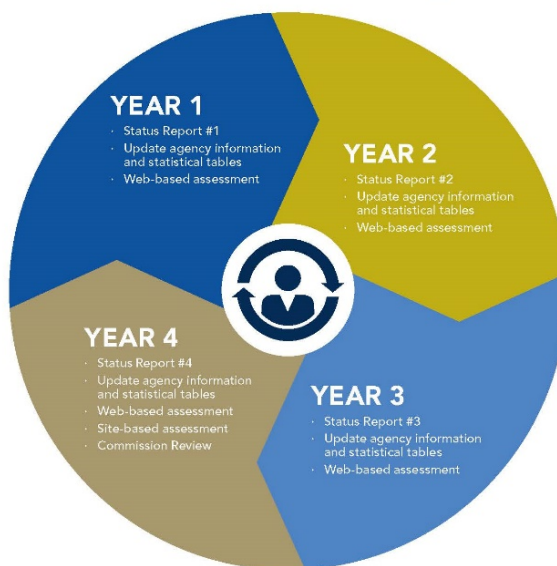 YEAR 1
· Status Report #1
· Update agency information
and statistical tables
· Web-based assessment
YEAR 2
· Status Report #2
· Update agency information
and statistical tables
· Web-based assessment
YEAR 3
· Status Report #3
· Update agency information
and statistical tables
· Web-based assessment
YEAR 4
· Status Report #4
· Update agency information
and statistical tables
· Web-based assessment
· Site-based assessment
· Commission Review